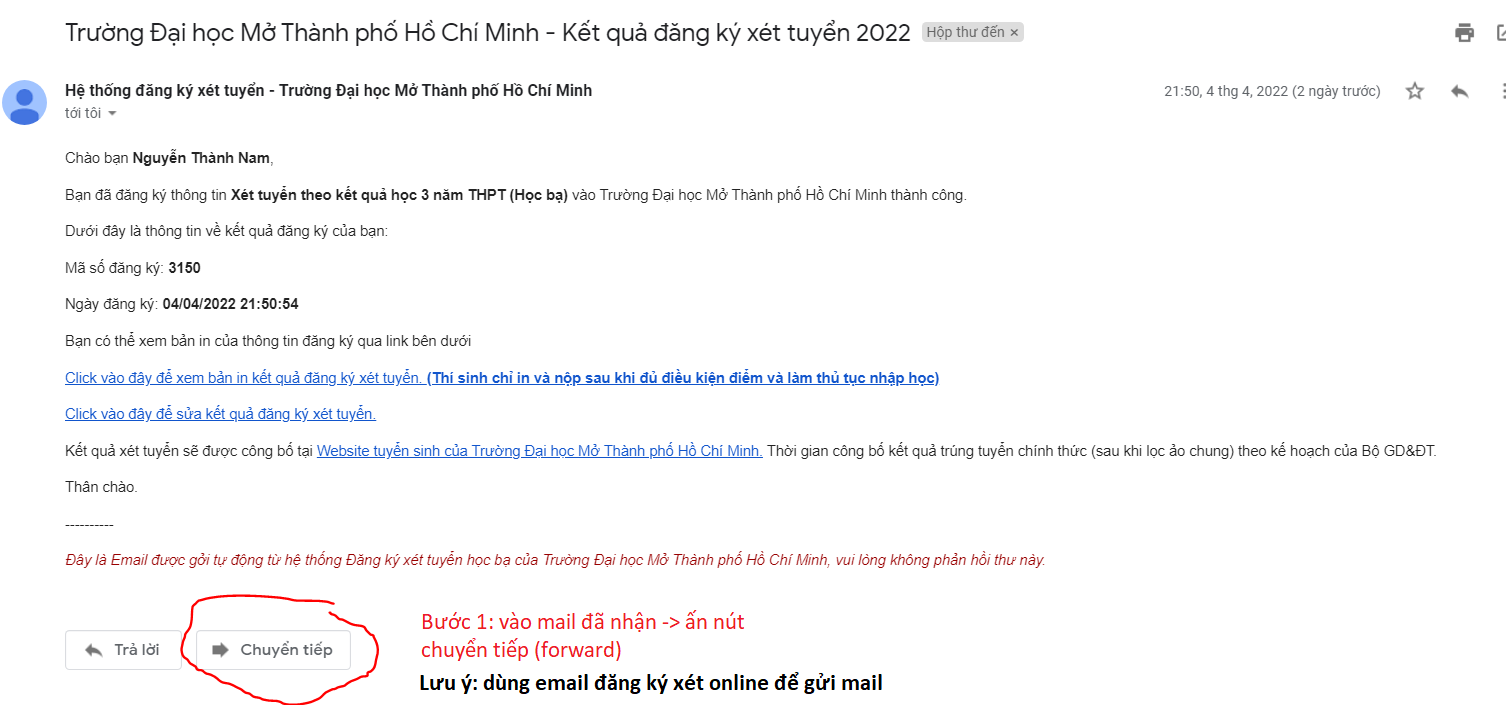 Trường Đại học Mở Thành phố Hồ Chí Minh - Kết quả đăng ký xét tuyển 2022 Hộp thư đến ×
Hệ thống đăng ký xét tuyển - Trường Đại học Mở Thành phố Hồ Chí Minh
21:50, 4 thg 4, 2022 (2 ngày trước)
tới tôi
Chào bạn Nguyễn Thành Nam,
Bạn đã đăng ký thông tin Xét tuyển theo kết quả học 3 năm THPT (Học bạ) vào Trường Đại học Mở Thành phố Hồ Chí Minh thành công.
Dưới đây là thông tin về kết quả đăng ký của bạn:
Mã số đăng ký: 3150
Ngày đăng ký: 04/04/2022 21:50:54
Bạn có thể xem bản in của thông tin đăng ký qua link bên dưới
Click vào đây để xem bản in kết quả đăng ký xét tuyển. (Thí sinh chỉ in và nộp sau khi đủ điều kiện điểm và làm thủ tục nhập học)
Click vào đây để sửa kết quả đăng ký xét tuyển.
Kết quả xét tuyển sẽ được công bố tại Website tuyển sinh của Trường Đại học Mở Thành phố Hồ Chí Minh. Thời gian công bố kết quả trúng tuyển chính thức (sau khi lọc ảo chung) theo kế hoạch của Bộ GD&ĐT.
Thân chào.
----------
Đây là Email được gởi tự động từ hệ thống Đăng ký xét tuyển học bạ của Trường Đại học Mở Thành phố Hồ Chí Minh, vui lòng không phản hồi thư này.
Trả lời
Chuyển tiếp
Bước 1: vào mail đã nhận -> ấn nút
chuyển tiếp (forward)
Lưu ý: dùng email đăng ký xét online để gửi mail